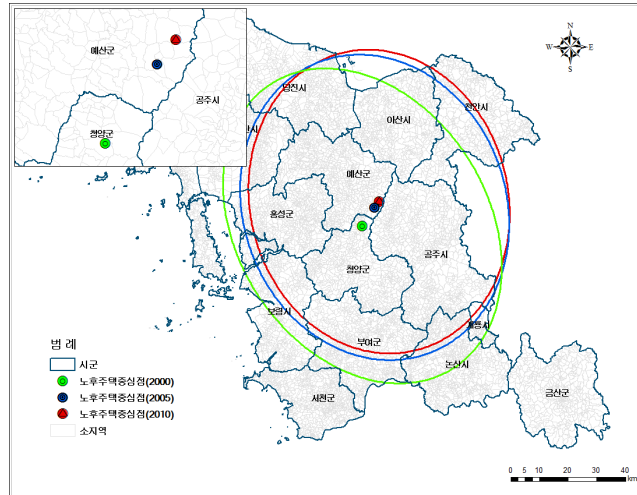 예산군
공주시
청양군
N
W E
S
당진시
아산시
천안시
예산군
홍성군
공주시
청양군
보령시
부여군
계룡시
논산시
서천군
금산군
범 례
시군
노후주택중심점(2000)
노후주택중심점(2005)
노후주택중심점(2010)
소지역
0 5 10 20 30 40
km